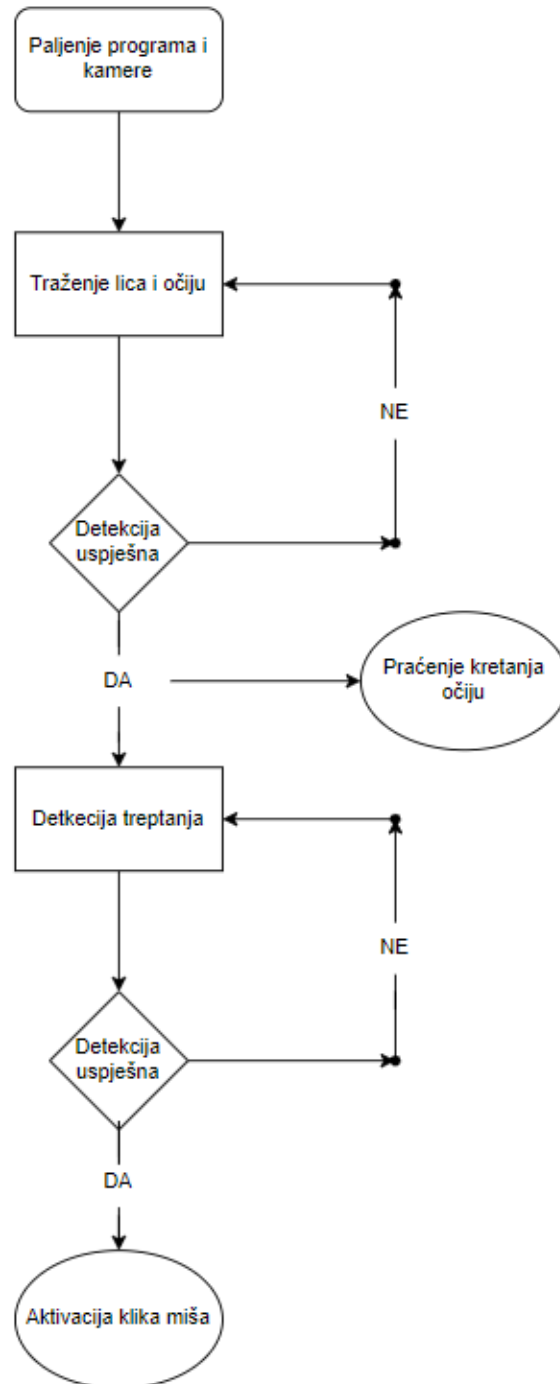 Paljenje programa i
kamere
Traženje lica i očiju
NE
Detekcija
uspješna
DA
Praćenje kretanja
očiju
Detkecija treptanja
NE
Detekcija
uspješna
DA
Aktivacija klika miša